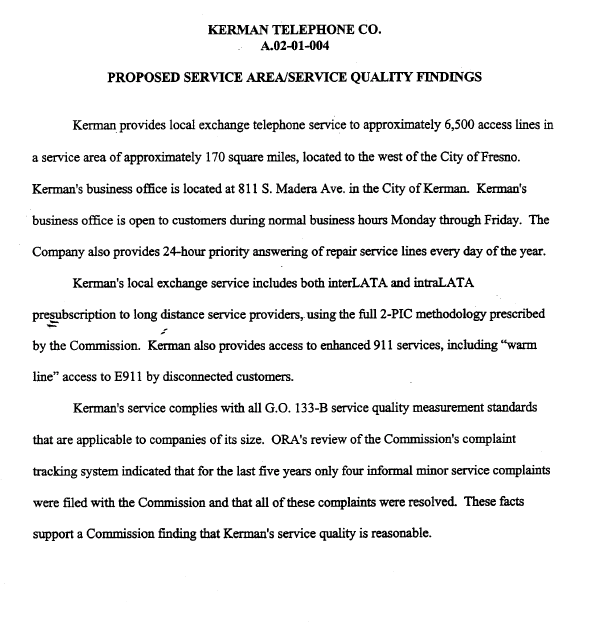 KERMAN TELEPHONE CO.
A.02-01-004
PROPOSED SERVICE AREA/SERVICE QUALITY FINDINGS
Kerman provides local exchange telephone service to approximately 6,500 access lines in
a service area of approximately 170 square miles, located to the west of the City of Fresno.
Kerman's business office is located at 811 S. Madera Ave. in the City of Kerman. Kerman's
business office is open to customers during normal business hours Monday through Friday. The
Company also provides 24-hour priority answering of repair service lines every day of the year.
Kerman's local exchange service includes both interLATA and intraLATA
presubscription to long distance service providers, using the full 2-PIC methodology prescribed
by the Commission. Kerman also provides access to enhanced 911 services, including "warm
line" access to E911 by disconnected customers.
Kerman's service complies with all G.O. 133-B service quality measurement standards
that are applicable to companies of its size. ORA's review of the Commission's complaint
tracking system indicated that for the last five years only four informal minor service complaints
were filed with the Commission and that all of these complaints were resolved. These facts
support a Commission finding that Kerman's service quality is reasonable.